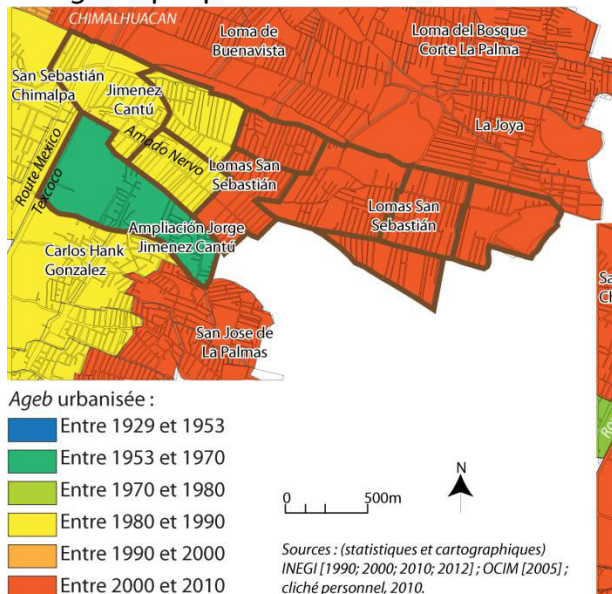 CHIMALHUACAN
Loma de
Buenavista
Loma del Bosque
Corte La Palma
San Sebastián
Chimalpa
Jimenez
Cantú
La Joya
Amado Nervo
Route Mexico
Texcoco
Lomas San
Sebastián
Lomas San
Sebastián
Ampliación Jorge
Jimenez Cantú
Carlos Hank
Gonzalez
San Jose de
La Palmas
Ageb urbanisée :
Entre 1929 et 1953
Entre 1953 et 1970
Entre 1970 et 1980
Entre 1980 et 1990
Entre 1990 et 2000
Entre 2000 et 2010
0 500m
N
Sources : (statistiques et cartographiques)
INEGI [1990; 2000; 2010; 2012] ; OCIM [2005] ;
cliché personnel, 2010.